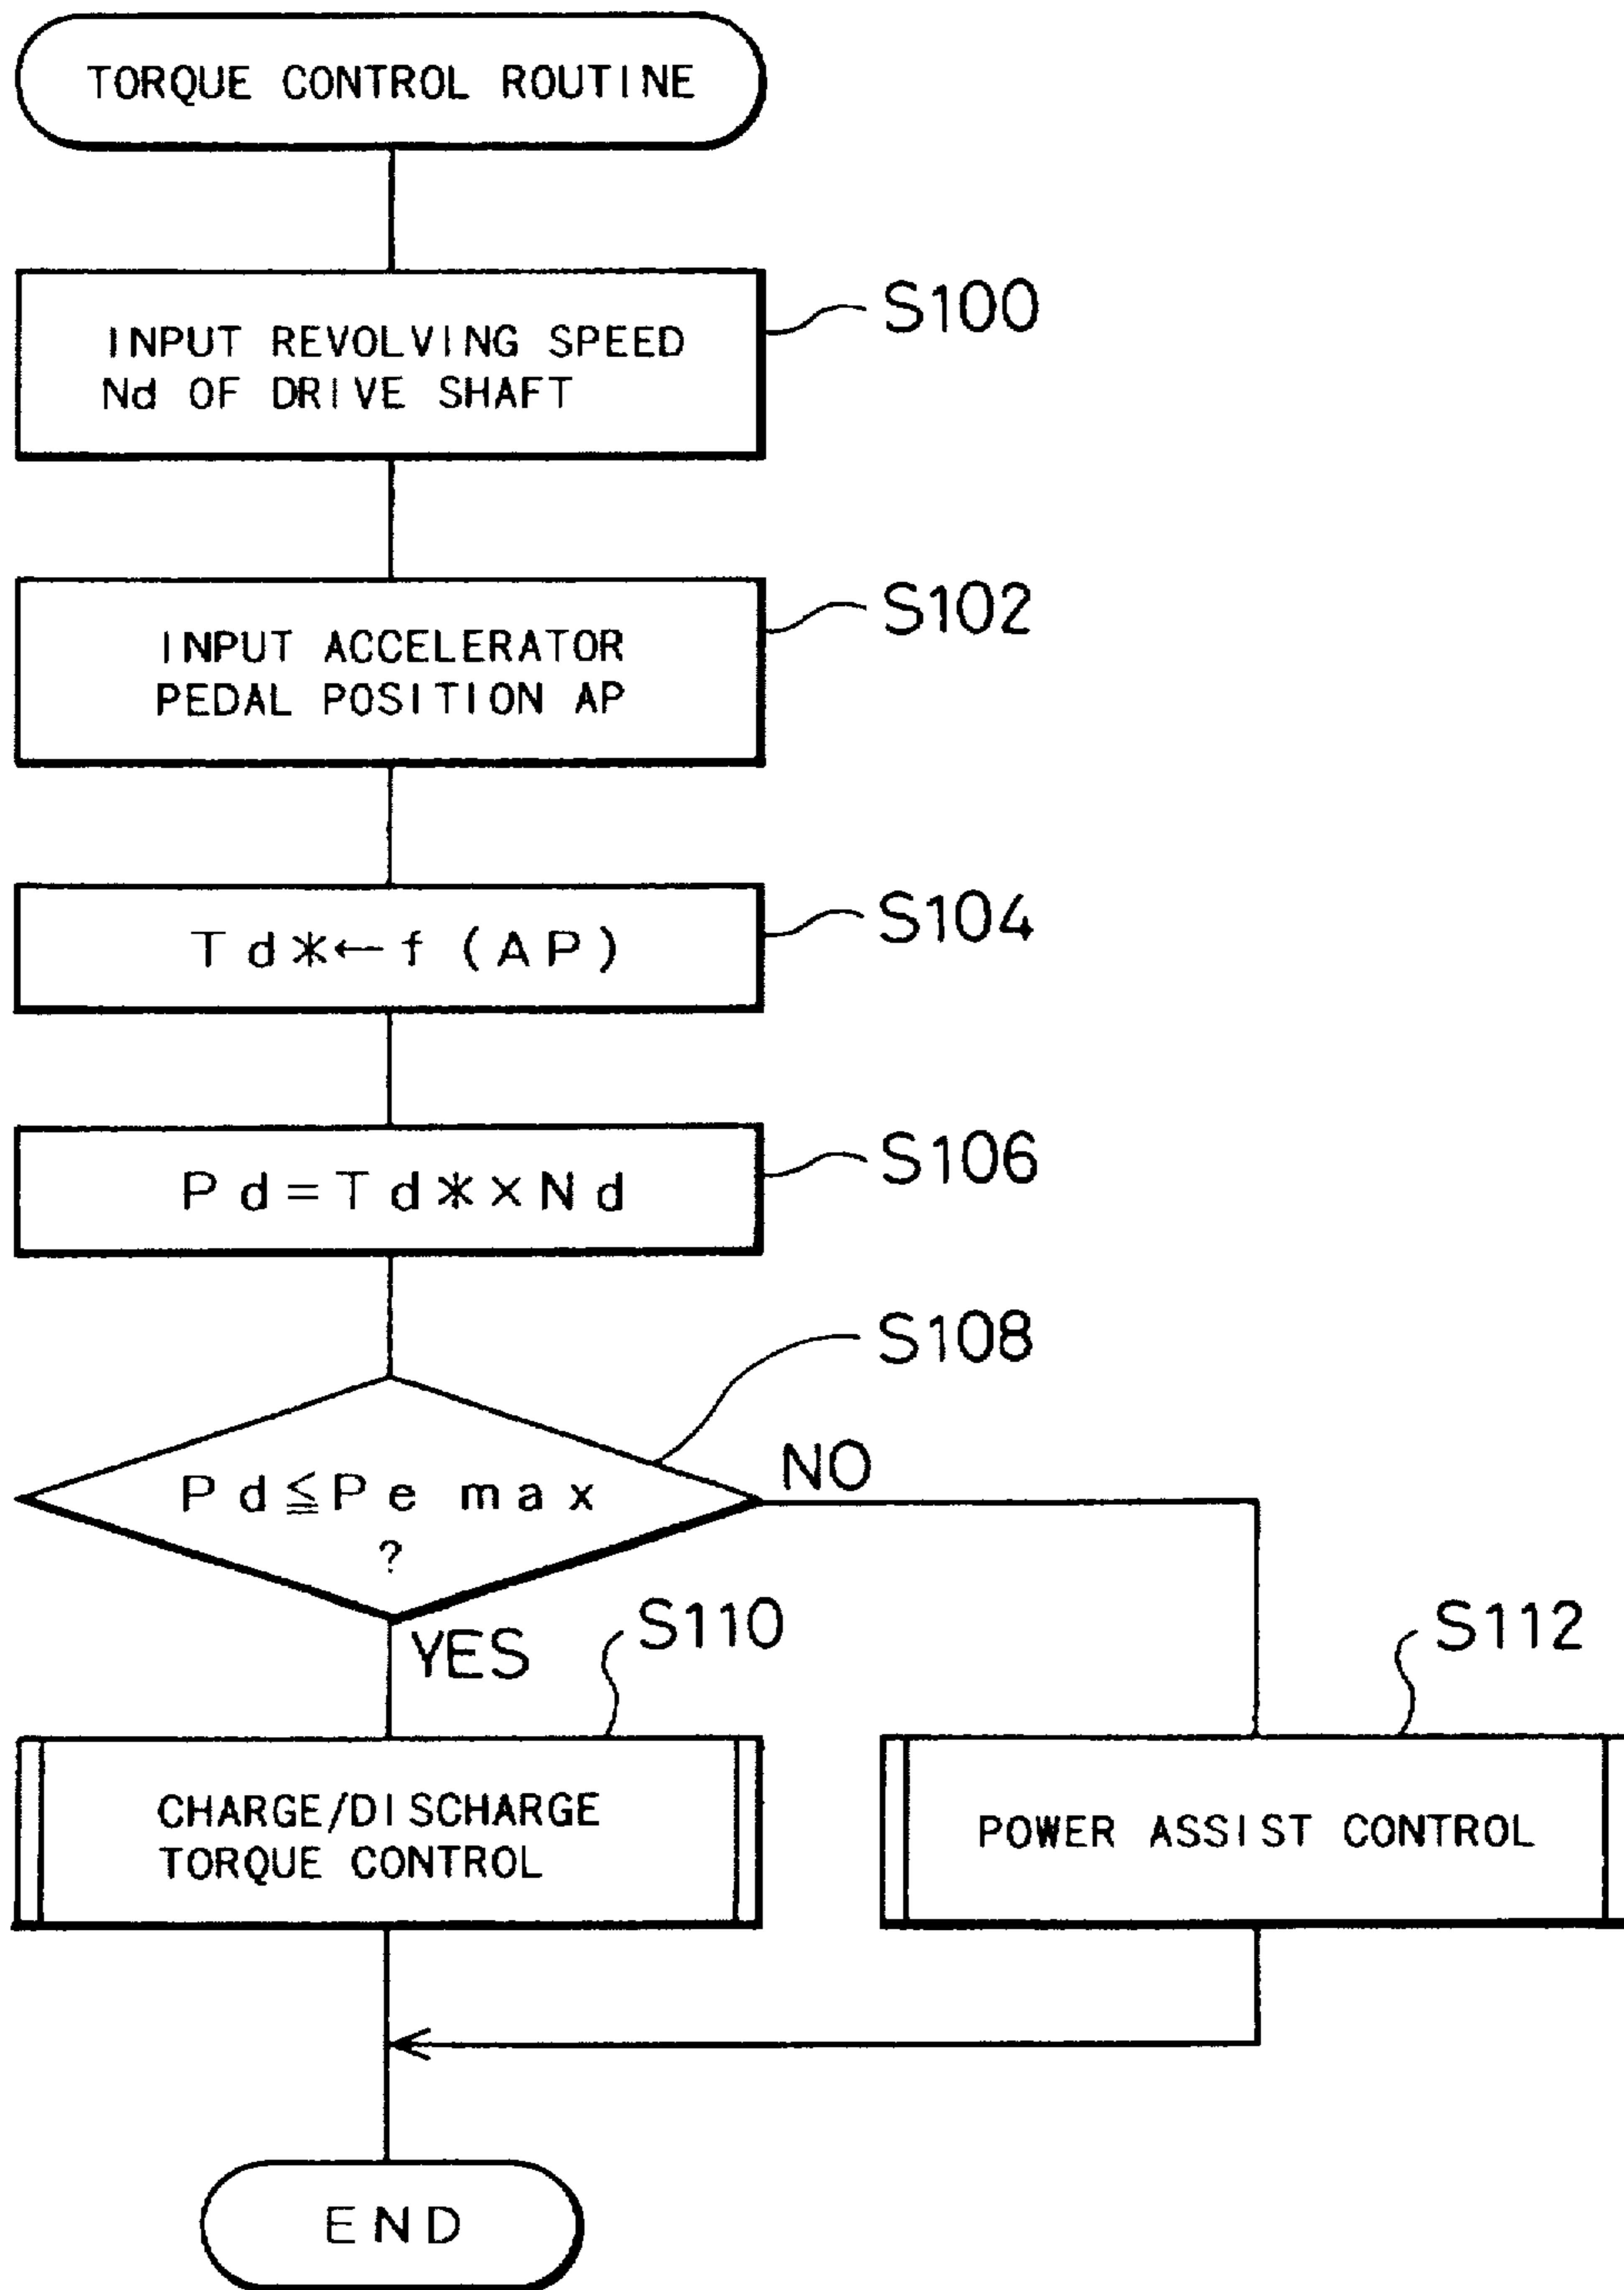 TORQUE CONTROL ROUTINE
INPUT REVOLVING SPEED
Nd OF DRIVE SHAFT
S100
INPUT ACCELERATOR
PEDAL POSITION AP
S102
Td*←f(AP)
S104
Pd=Td*×Nd
S106
S108
Pd≦Pe max
?
NO
YES
S110
S112
CHARGE/DISCHARGE
TORQUE CONTROL
POWER ASSIST CONTROL
END